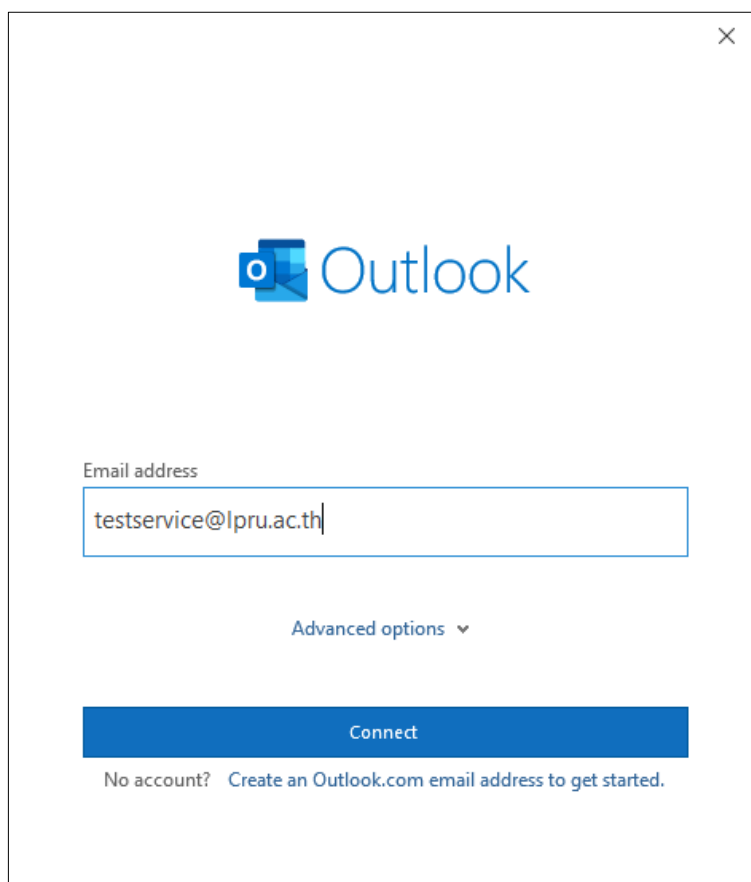 Outlook
Email address
testservice@lpru.ac.th
Advanced options
Connect
No account? Create an Outlook.com email address to get started.